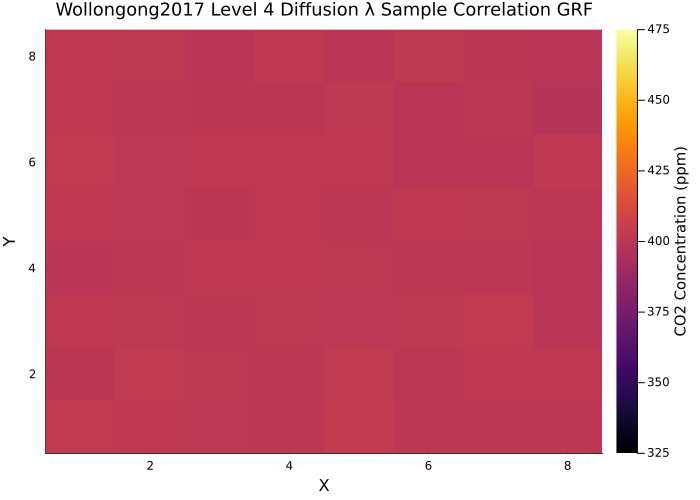 Wollongong2017 Level 4 Diffusion λ Sample Correlation GRF
8
6
4
2
Y
2 4 6 8
X
475
450
425
400
375
350
325
CO2 Concentration (ppm)